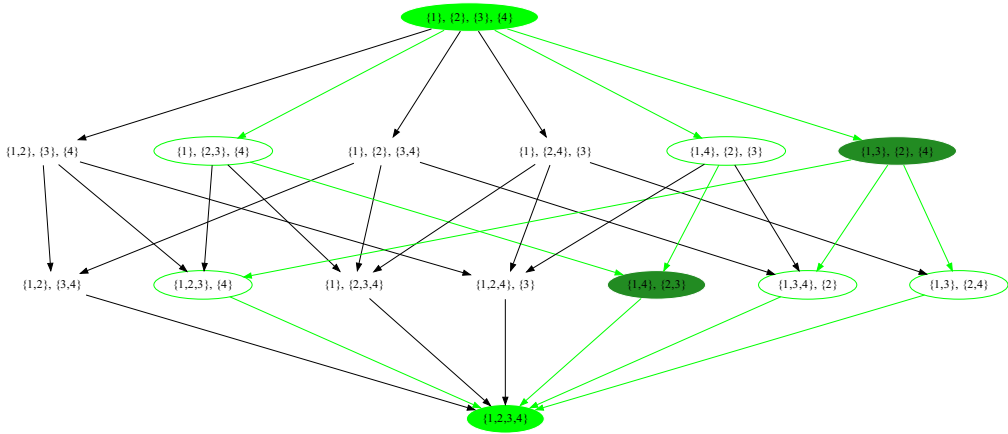 {1}, {2}, {3}, {4}
{1,2}, {3}, {4}
{1}, {2,3}, {4}
{1}, {2}, {3,4}
{1}, {2,4}, {3}
{1,4}, {2}, {3}
{1,3}, {2}, {4}
{1,2}, {3,4}
{1,2,3}, {4}
{1}, {2,3,4}
{1,2,4}, {3}
{1,4}, {2,3}
{1,3,4}, {2}
{1,3}, {2,4}
{1,2,3,4}